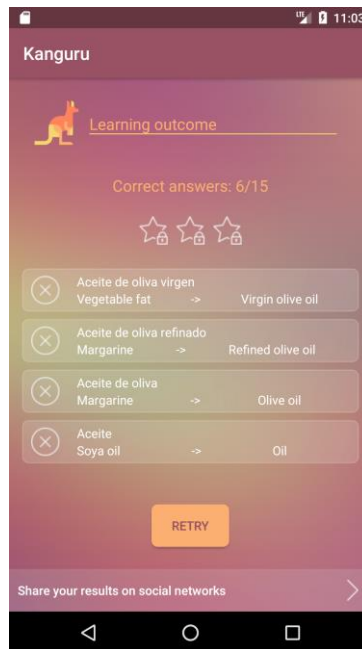 LTE 11:03
Kanguru
Learning outcome
Correct answers: 6/15
Aceite de oliva virgen
Vegetable fat -> Virgin olive oil
Aceite de oliva refinado
Margarine -> Refined olive oil
Aceite de oliva
Margarine -> Olive oil
Aceite
Soya oil -> Oil
RETRY
Share your results on social networks